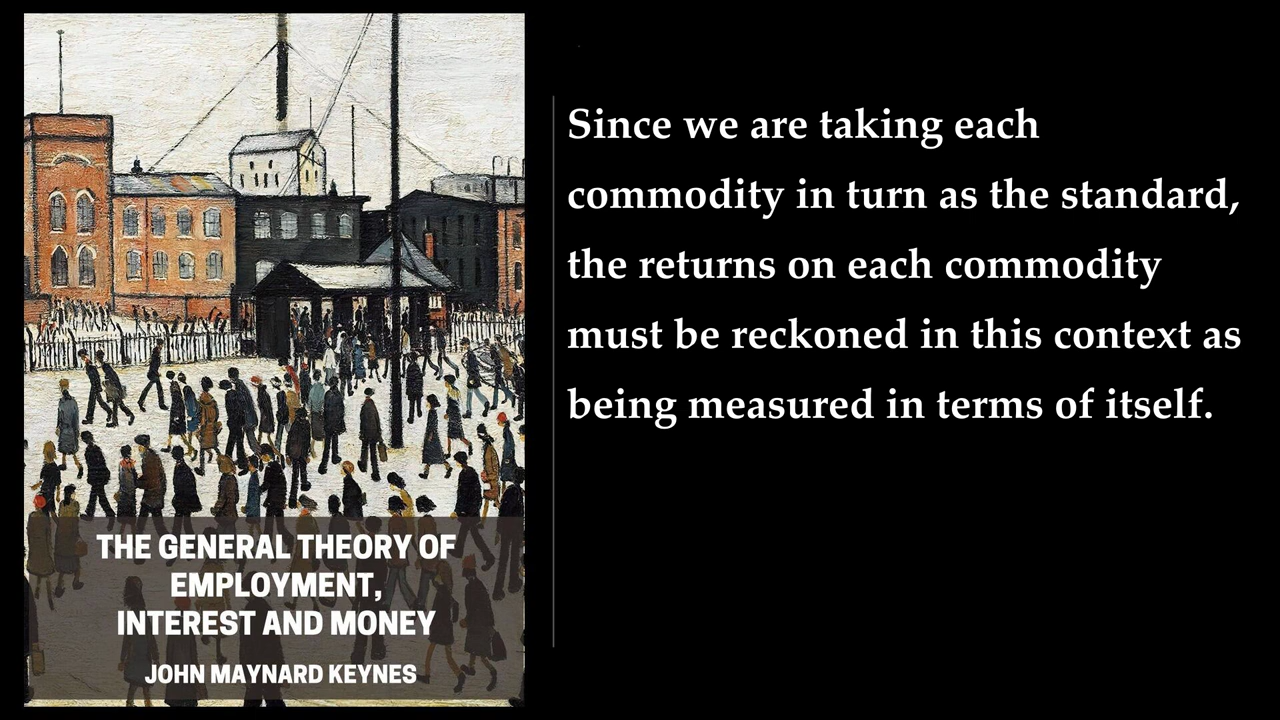 THE GENERAL THEORY OF
EMPLOYMENT,
INTEREST AND MONEY
JOHN MAYNARD KEYNES
Since we are taking each
commodity in turn as the standard,
the returns on each commodity
must be reckoned in this context as
being measured in terms of itself.